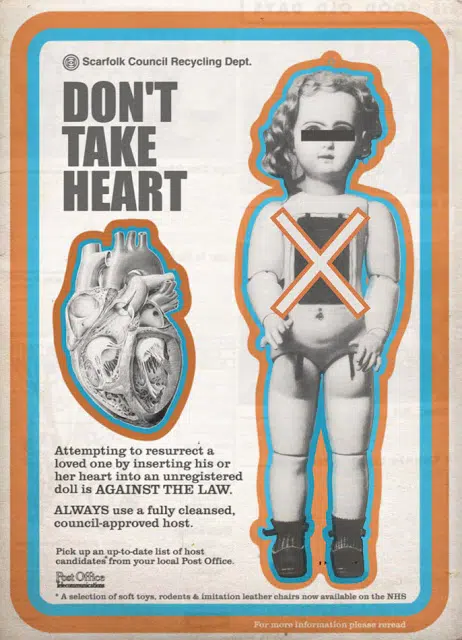 Scarfolk Council Recycling Dept.
DON'T
TAKE
HEART
Attempting to resurrect a
loved one by inserting his or
her heart into an unregistered
doll is AGAINST THE LAW.
ALWAYS use a fully cleansed,
council-approved host.
Pick up an up-to-date list of host
candidates* from your local Post Office.
Post Office
Telecommunications
* A selection of soft toys, rodents & imitation leather chairs now available on the NHS
For more information please reread